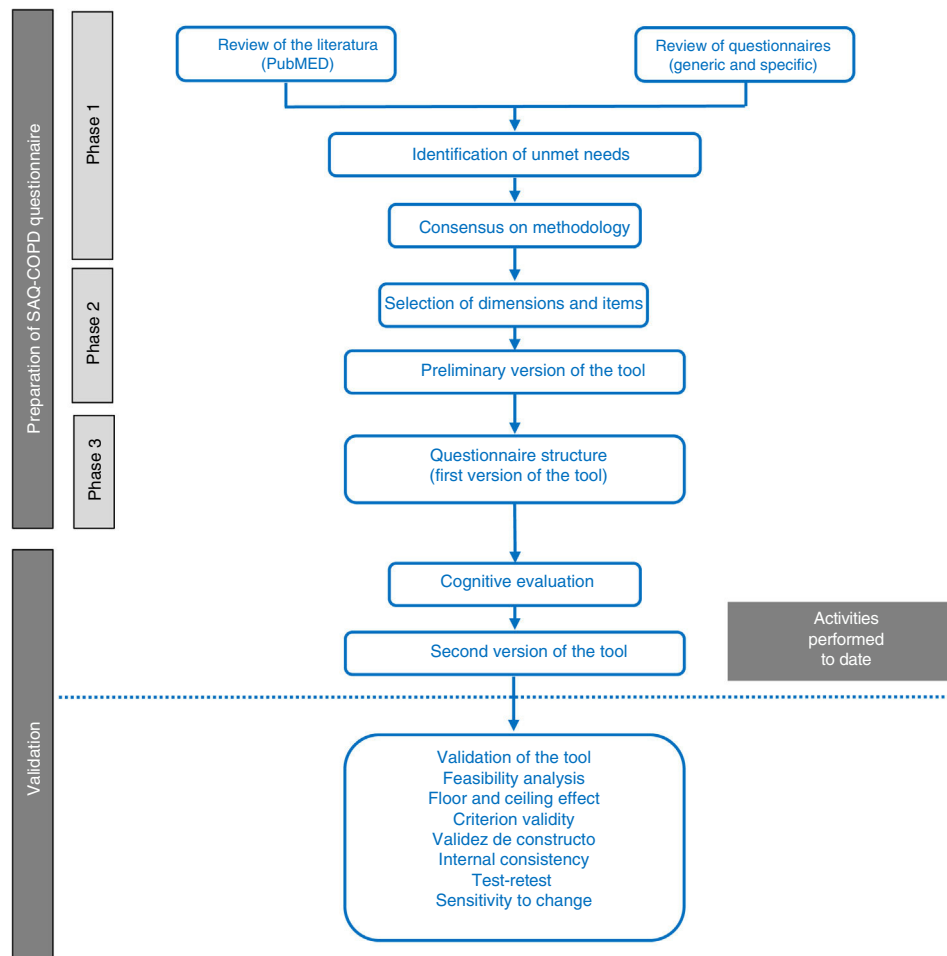 Preparation of SAQ-COPD questionnaire
Phase 1
Review of the literatura
(PubMED)
Review of questionnaires
(generic and specific)
Identification of unmet needs
Consensus on methodology
Phase 2
Selection of dimensions and items
Preliminary version of the tool
Phase 3
Questionnaire structure
(first version of the tool)
Validation
Cognitive evaluation
Second version of the tool
Activities
performed
to date
Validation of the tool
Feasibility analysis
Floor and ceiling effect
Criterion validity
Validez de constructo
Internal consistency
Test-retest
Sensitivity to change